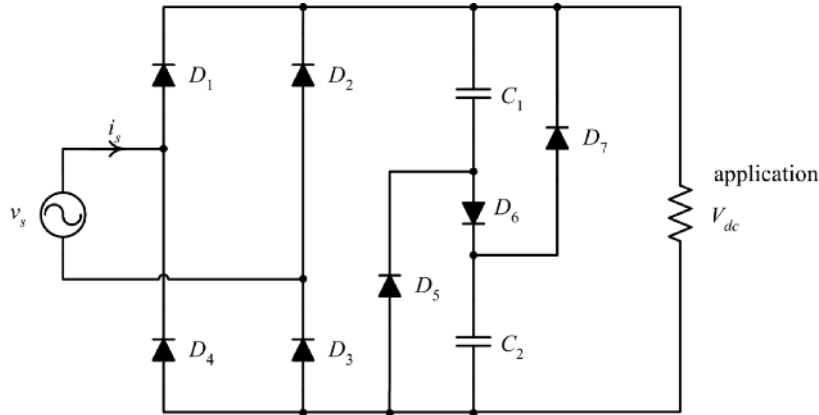 D1
D2
C1
D7
is
application
vs
D6
Vdc
D5
D4
D3
C2